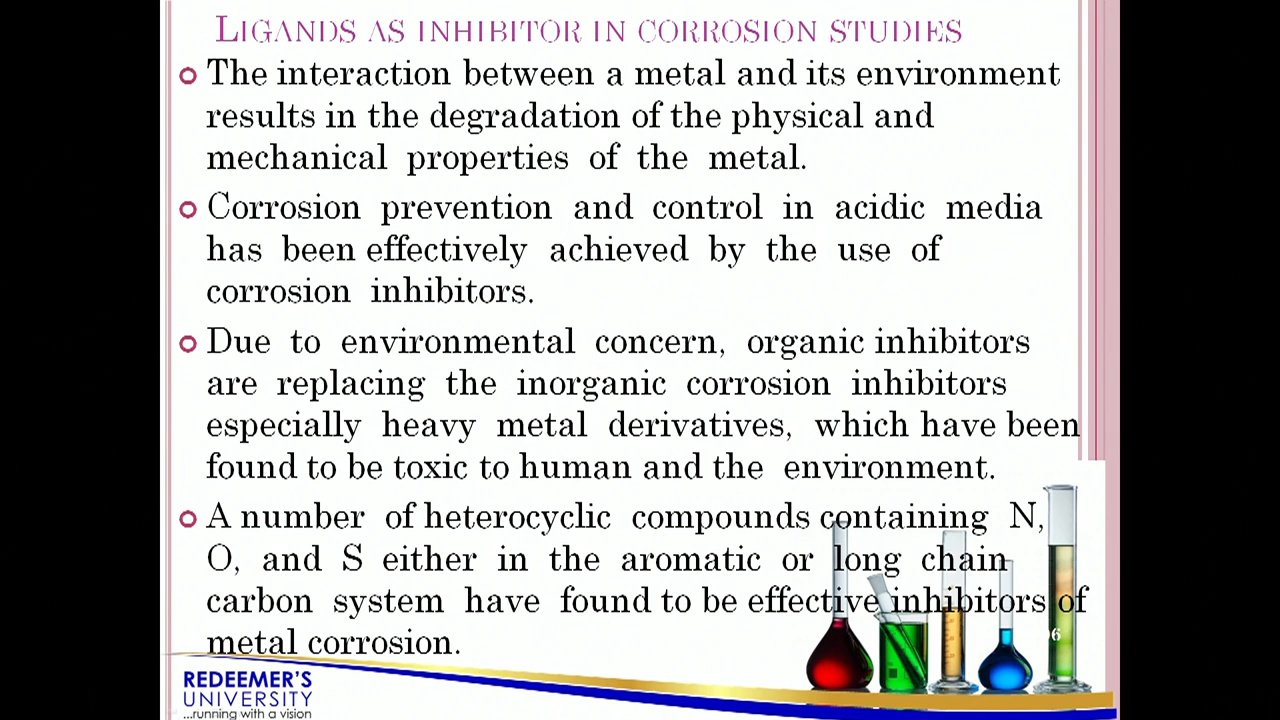 LIGANDS AS INHIBITOR IN CORROSION STUDIES
The interaction between a metal and its environment
results in the degradation of the physical and
mechanical properties of the metal.
Corrosion prevention and control in acidic media
has been effectively achieved by the use of
corrosion inhibitors.
Due to environmental concern, organic inhibitors
are replacing the inorganic corrosion inhibitors
especially heavy metal derivatives, which have been
found to be toxic to human and the environment.
A number of heterocyclic compounds containing N,
O, and S either in the aromatic or long chain
carbon system have found to be effective inhibitors of
metal corrosion.
REDEEMER'S
UNIVERSITY
...running with a vision